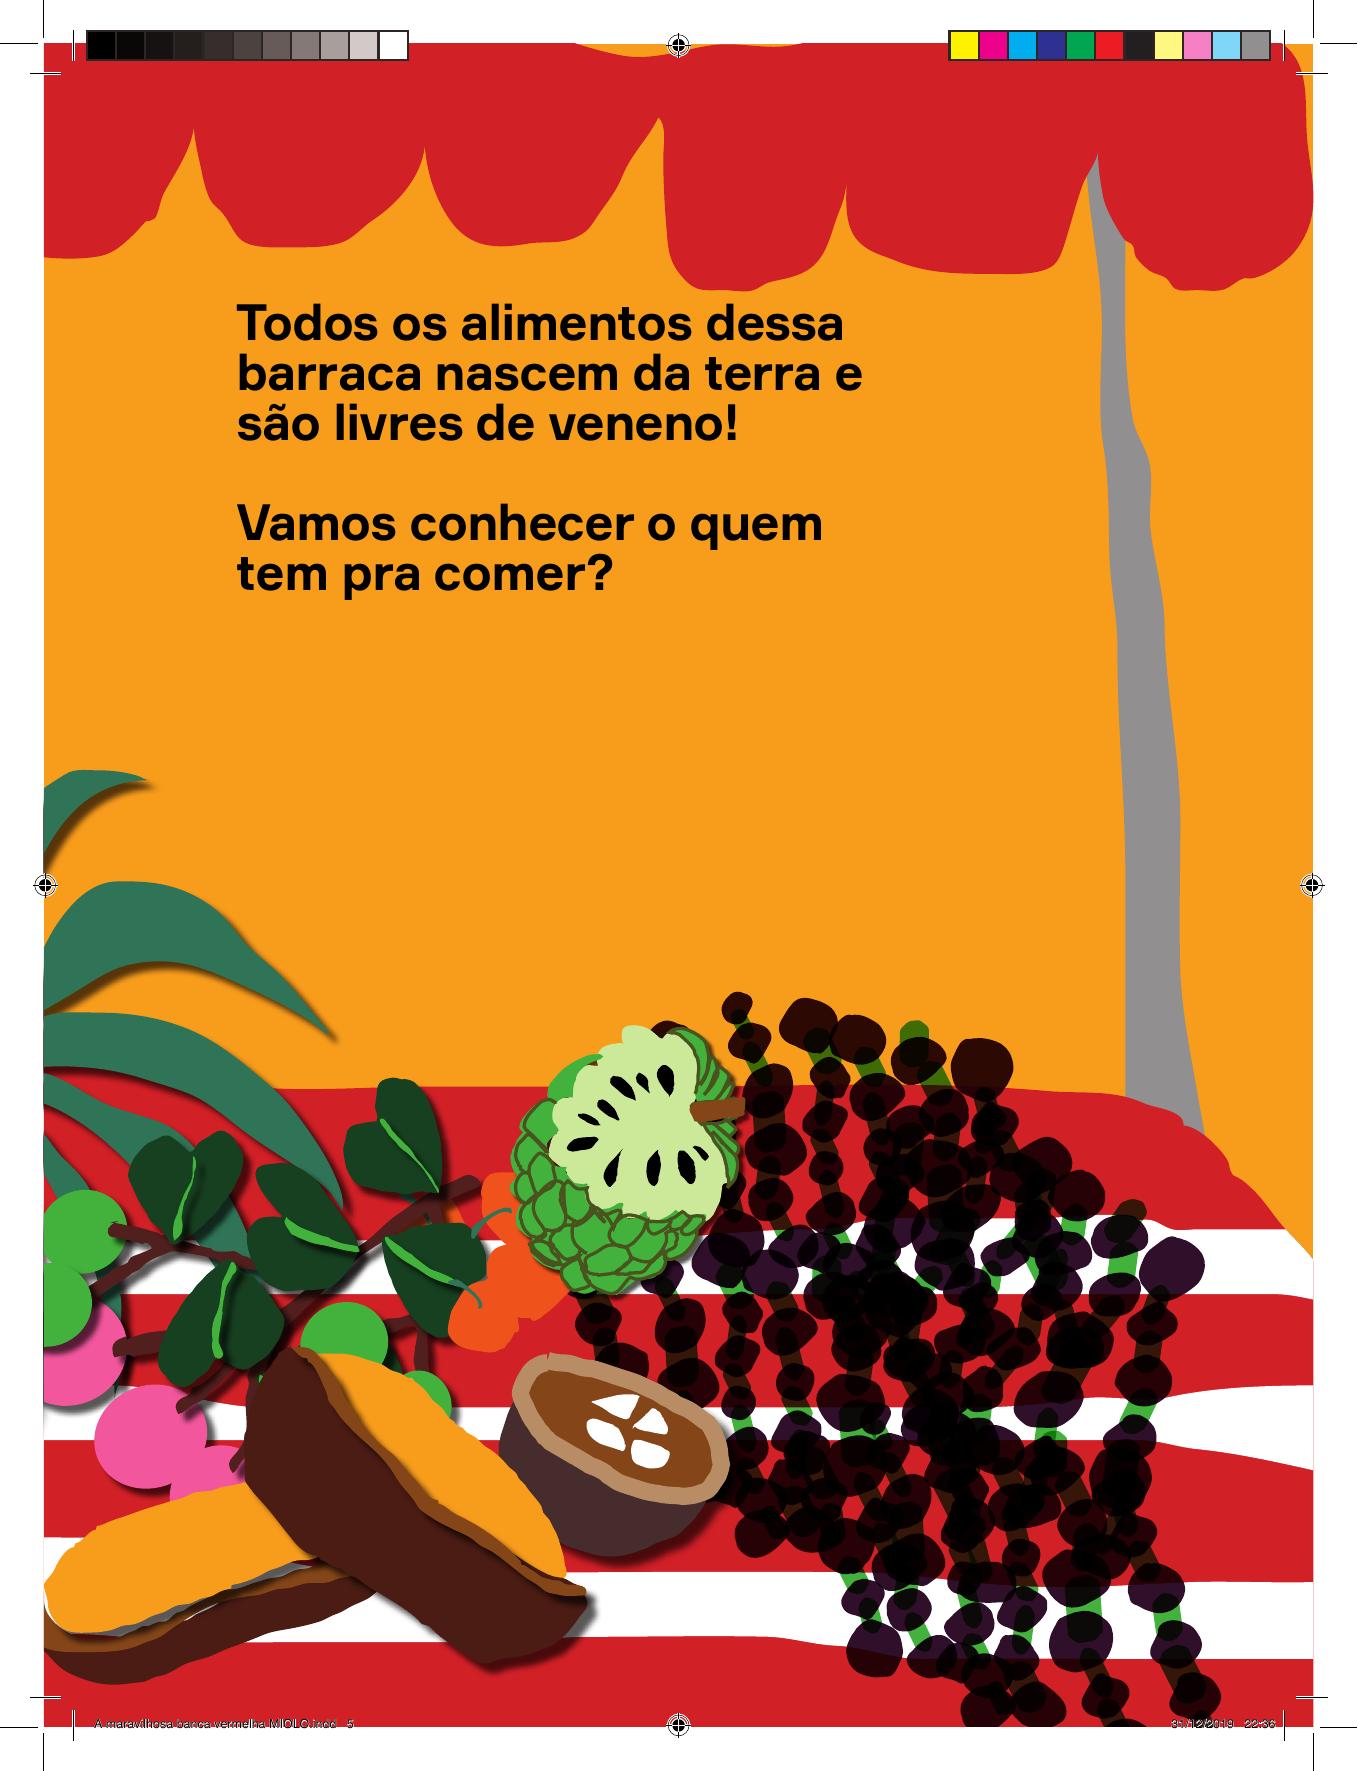 Todos os alimentos dessa
barraca nascem da terra e
são livres de veneno!
Vamos conhecer o quem
tem pra comer?
A maravilhosa banca vermelha MIOLO.indd 5
31/12/2019 22:36